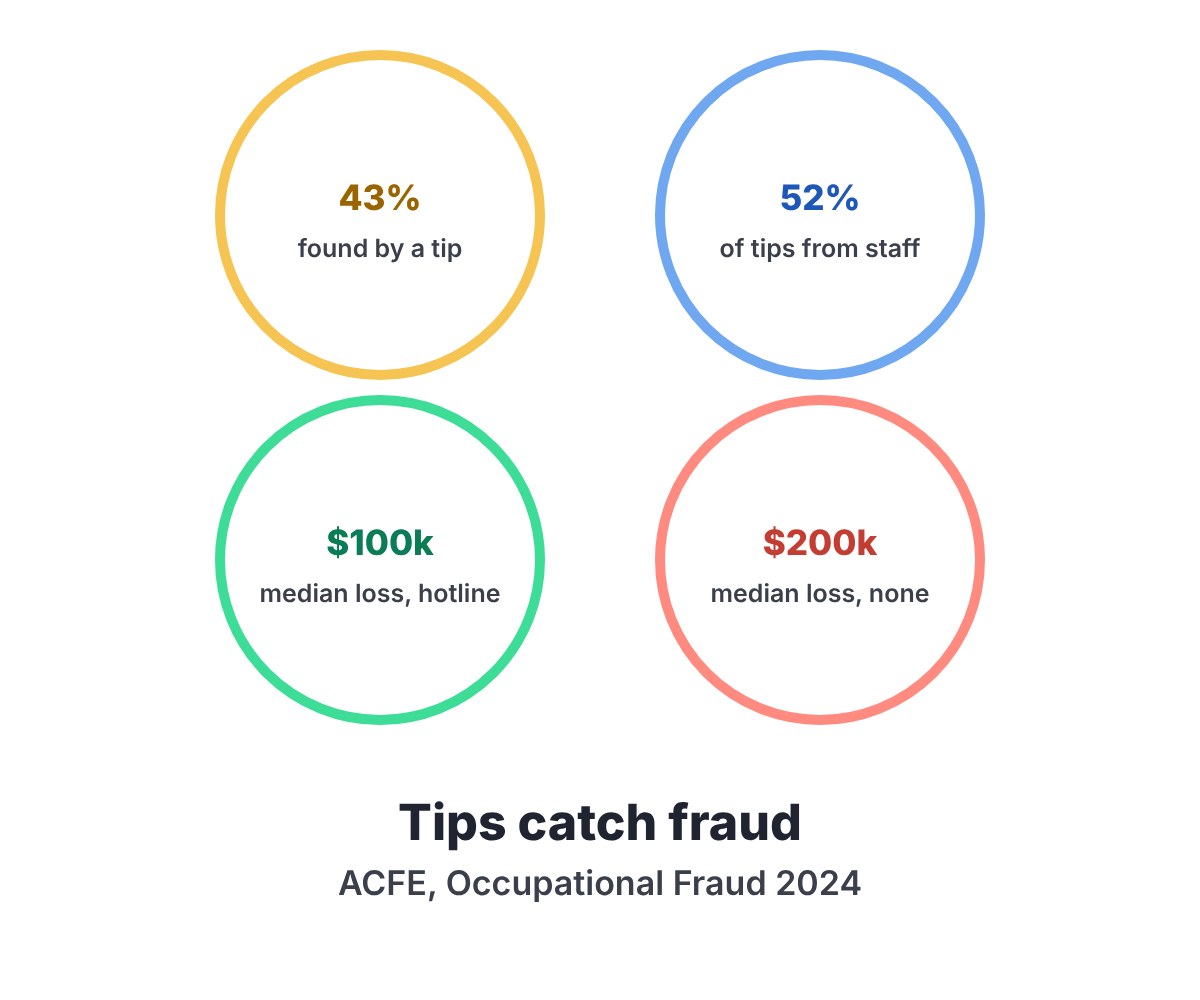 43%
found by a tip
52%
of tips from staff
$100k
median loss, hotline
$200k
median loss, none
Tips catch fraud
ACFE, Occupational Fraud 2024